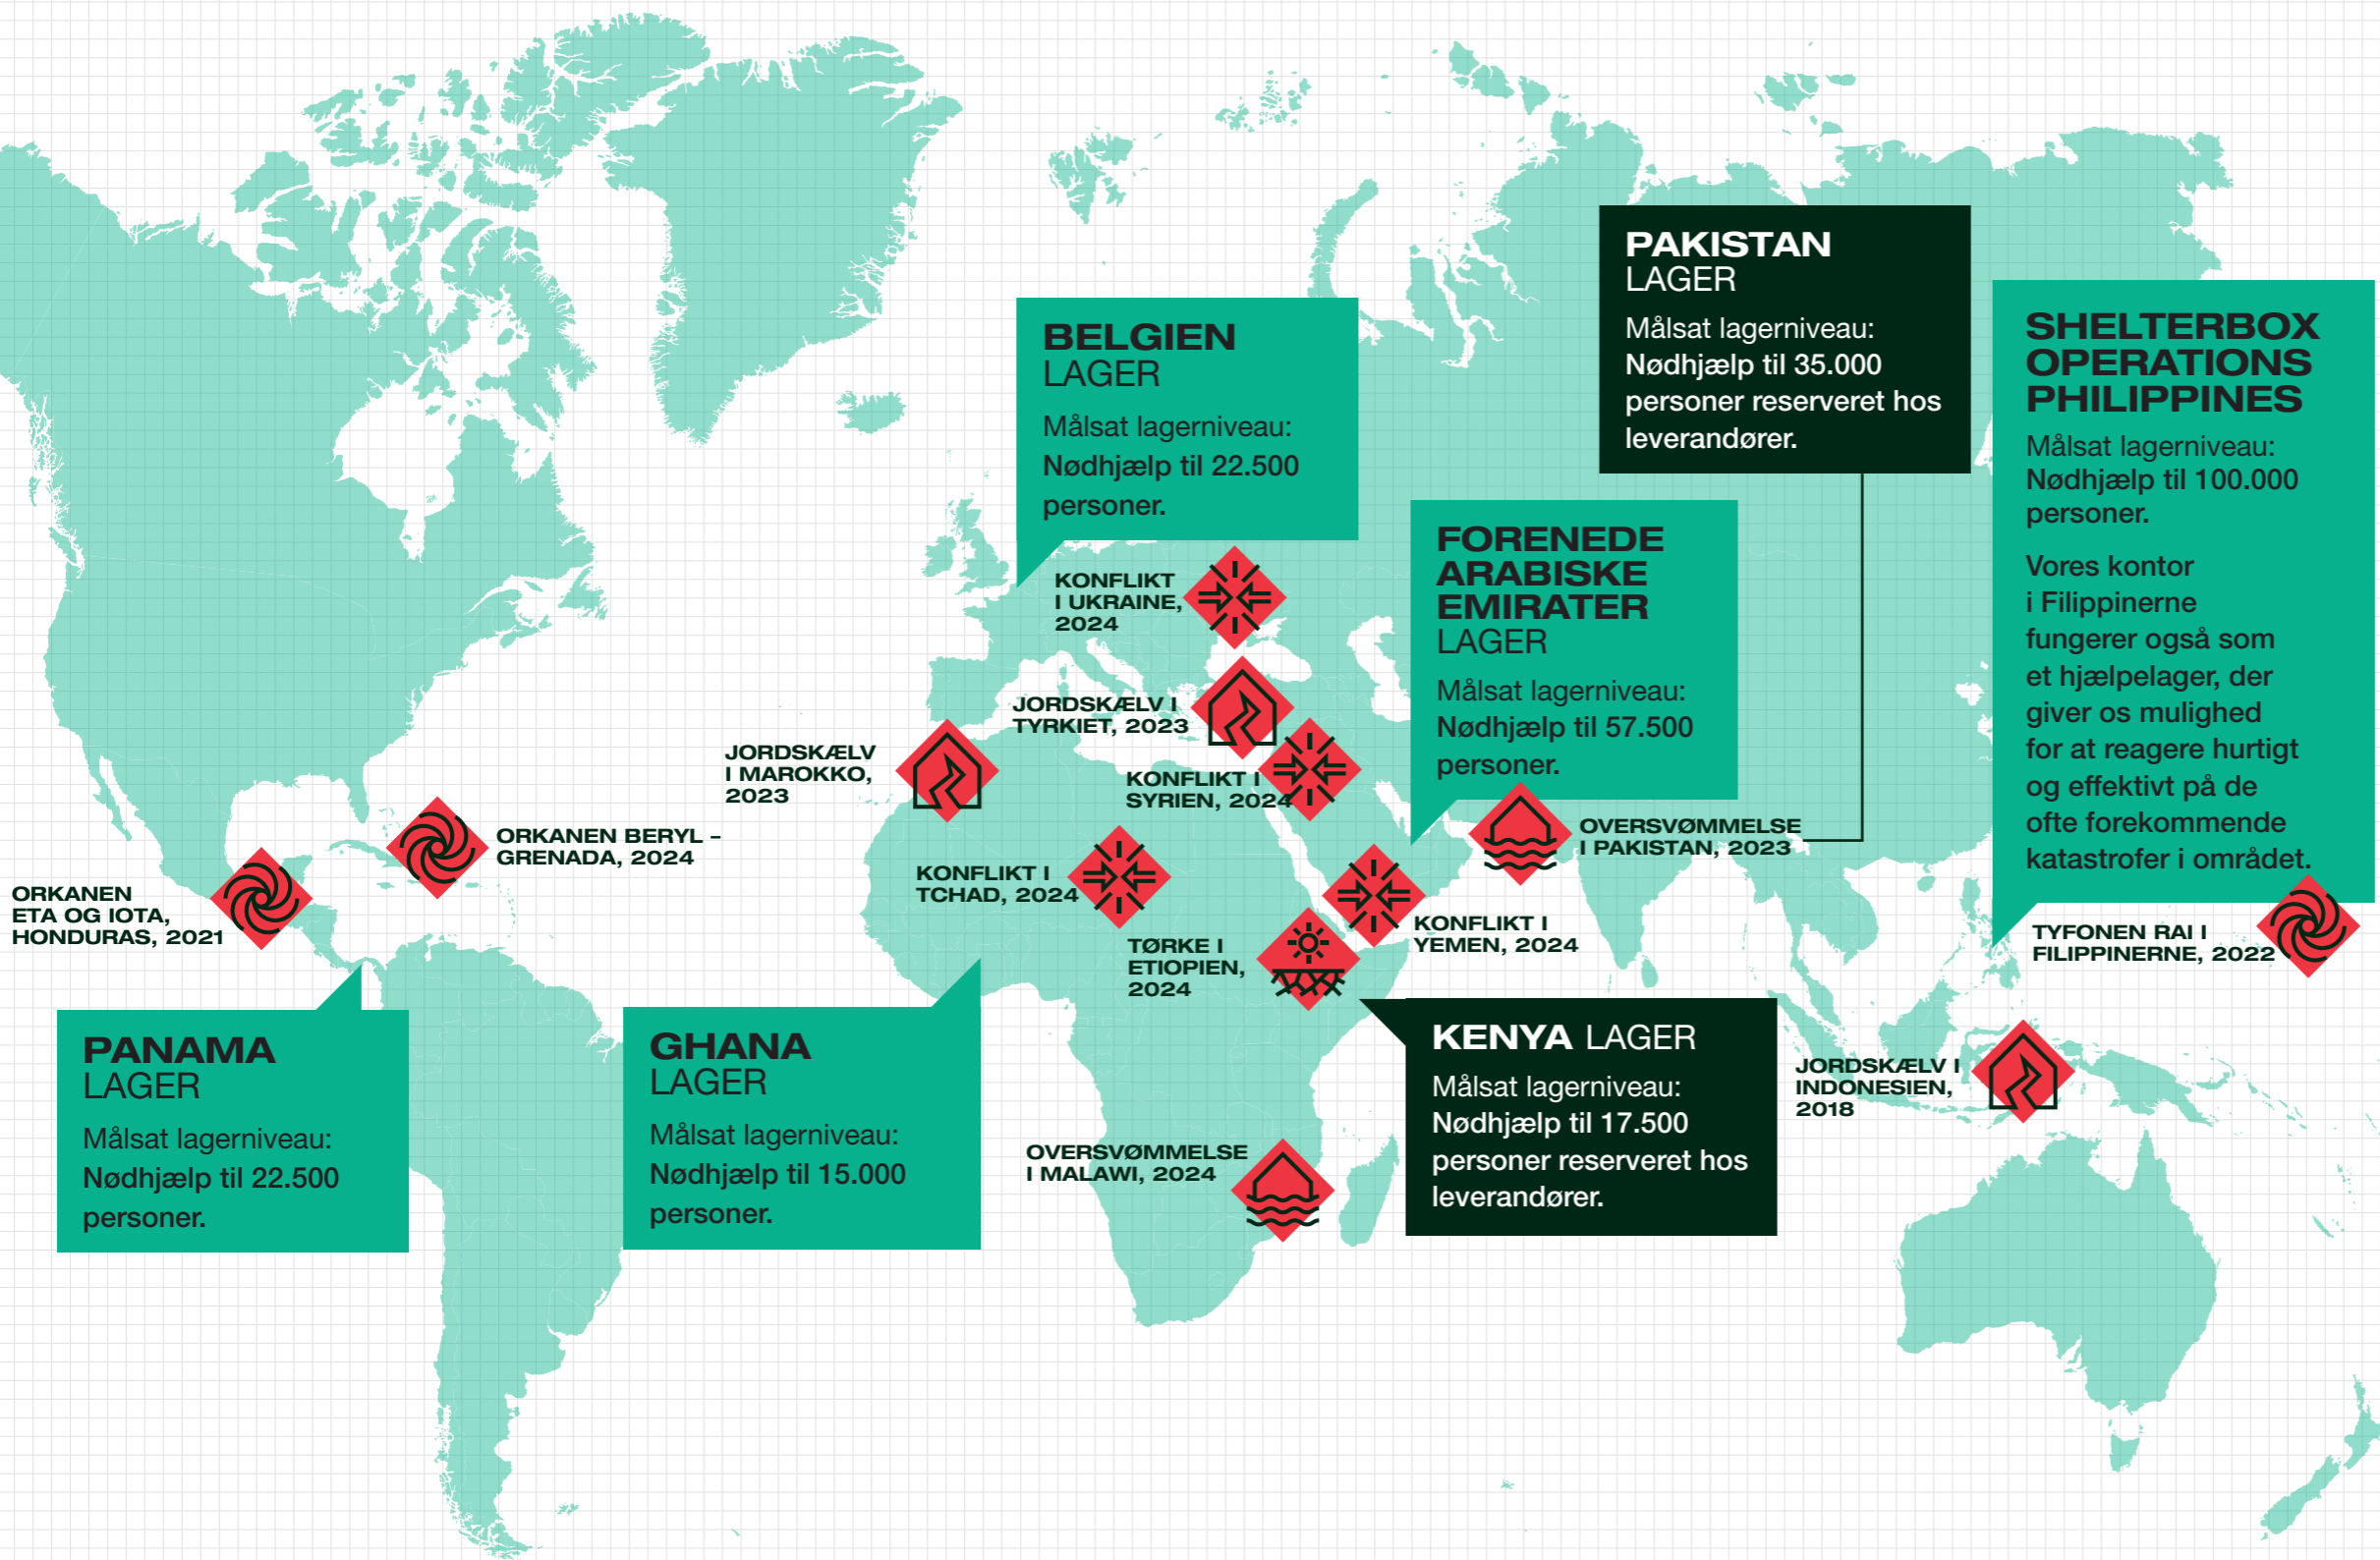 PAKISTAN
LAGER
Målsat lagerniveau:
Nødhjælp til 35.000
personer reserveret hos
leverandører.
BELGIEN
LAGER
Målsat lagerniveau:
Nødhjælp til 22.500
personer.
SHELTERBOX
OPERATIONS
PHILIPPINES
Målsat lagerniveau:
Nødhjælp til 100.000
personer.
Vores kontor
i Filippinerne
fungerer også som
et hjælpelager, der
giver os mulighed
for at reagere hurtigt
og effektivt på de
ofte forekommende
katastrofer i området.
FORENEDE
ARABISKE
EMIRATER
LAGER
Målsat lagerniveau:
Nødhjælp til 57.500
personer.
KONFLIKT
I UKRAINE,
2024
JORDSKÆLV I
TYRKIET, 2023
JORDSKÆLV
I MAROKKO,
2023
KONFLIKT I
SYRIEN, 2024
ORKANEN BERYL –
GRENADA, 2024
OVERSVØMMELSE
I PAKISTAN, 2023
KONFLIKT I
TCHAD, 2024
ORKANEN
ETA OG IOTA,
HONDURAS, 2021
KONFLIKT I
YEMEN, 2024
TYFONEN RAI I
FILIPPINERNE, 2022
TØRKE I
ETIOPIEN,
2024
PANAMA
LAGER
Målsat lagerniveau:
Nødhjælp til 22.500
personer.
GHANA
LAGER
Målsat lagerniveau:
Nødhjælp til 15.000
personer.
KENYA LAGER
Målsat lagerniveau:
Nødhjælp til 17.500
personer reserveret hos
leverandører.
JORDSKÆLV I
INDONESIEN,
2018
OVERSVØMMELSE
I MALAWI, 2024